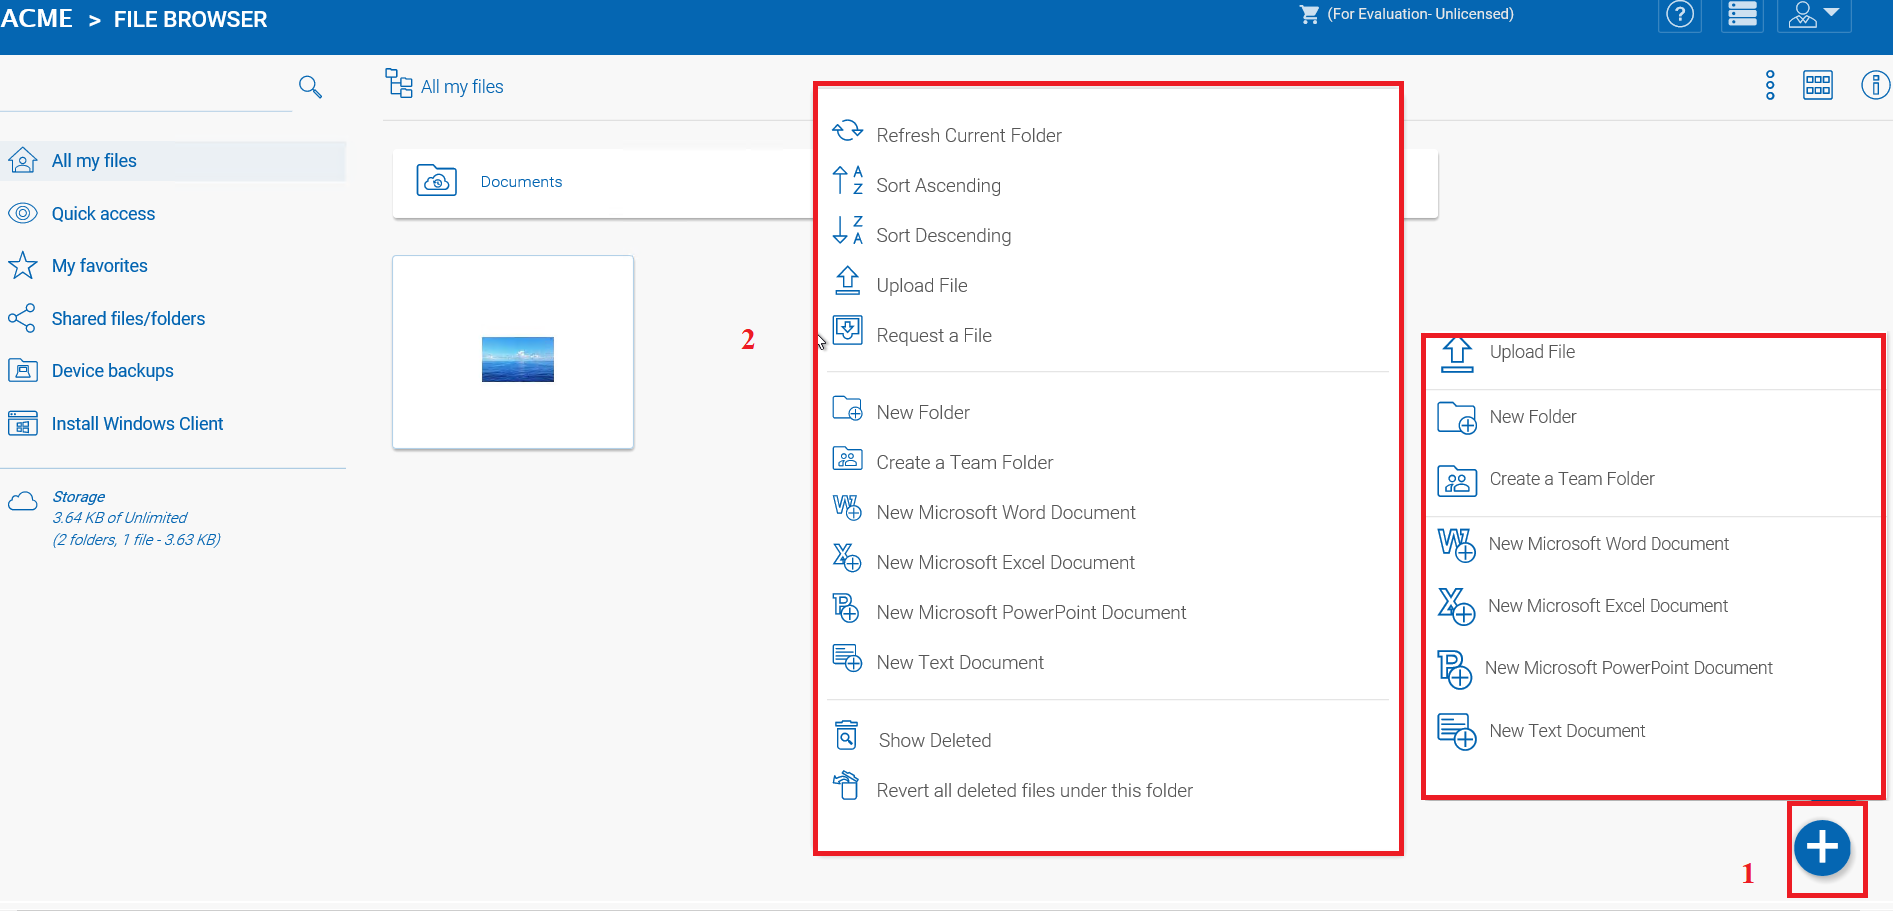 ACME > FILE BROWSER
(For Evaluation- Unlicensed)
All my files
Quick access
My favorites
Shared files/folders
Device backups
Install Windows Client
Storage
3.64 KB of Unlimited
(2 folders, 1 file - 3.63 KB)
All my files
Documents
2
Refresh Current Folder
A Z Sort Ascending
Z A Sort Descending
Upload File
Request a File
New Folder
Create a Team Folder
New Microsoft Word Document
New Microsoft Excel Document
New Microsoft PowerPoint Document
New Text Document
Show Deleted
Revert all deleted files under this folder
Upload File
New Folder
Create a Team Folder
New Microsoft Word Document
New Microsoft Excel Document
New Microsoft PowerPoint Document
New Text Document
1